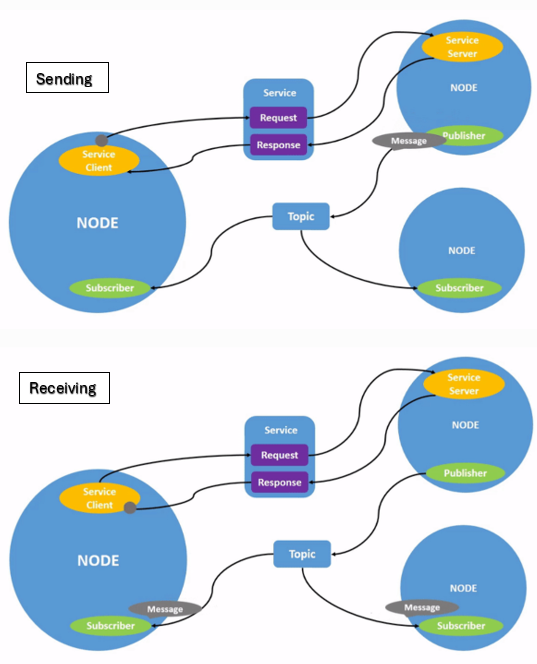 Sending
Service
Server
NODE
Service
Request
Response
Message
Publisher
Service
Client
NODE
Topic
NODE
Subscriber
Subscriber
Receiving
Service
Server
NODE
Service
Request
Response
Publisher
Service
Client
NODE
Topic
NODE
Message
Message
Subscriber
Subscriber